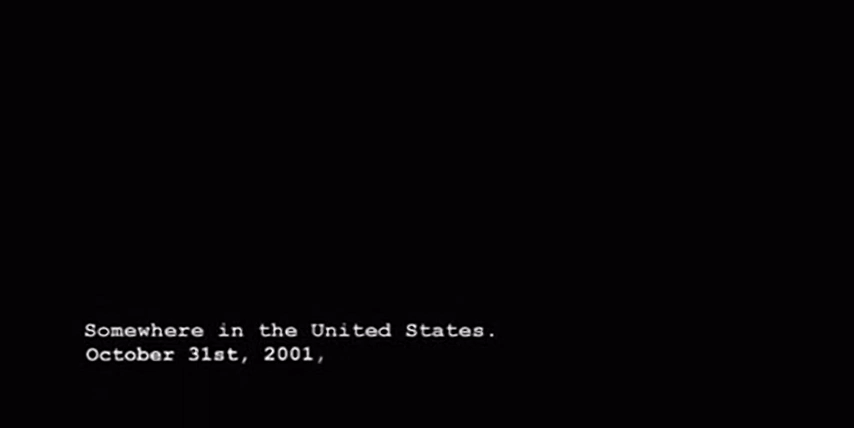 Somewhere in the United States.
October 31st, 2001,